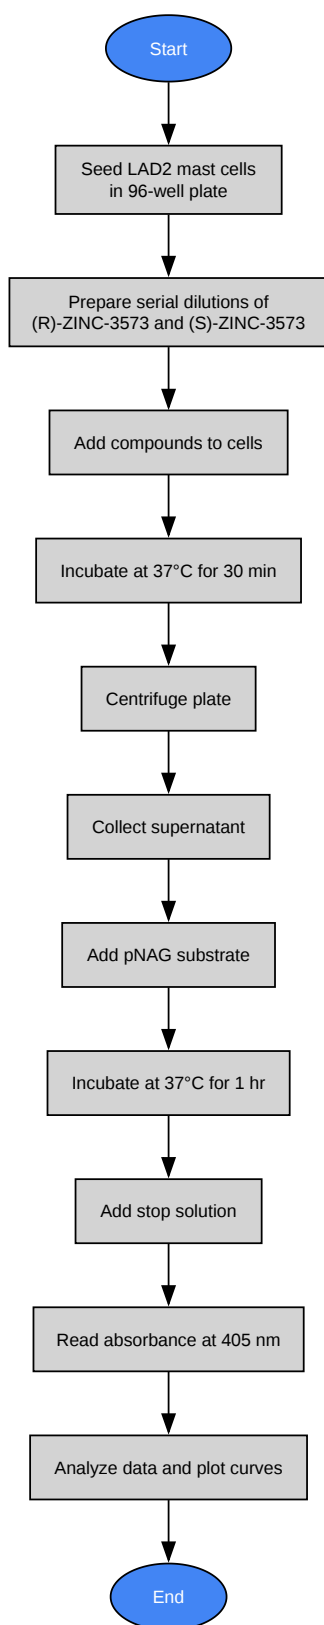 Start
Seed LAD2 mast cells
in 96-well plate
Prepare serial dilutions of
(R)-ZINC-3573 and (S)-ZINC-3573
Add compounds to cells
Incubate at 37°C for 30 min
Centrifuge plate
Collect supernatant
Add pNAG substrate
Incubate at 37°C for 1 hr
Add stop solution
Read absorbance at 405 nm
Analyze data and plot curves
End